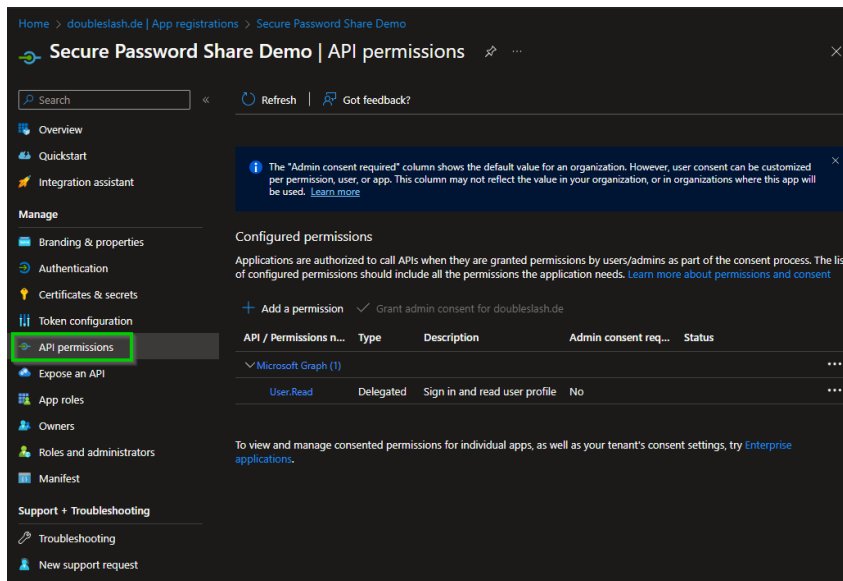 Home > doubleslash.de | App registrations > Secure Password Share Demo
Secure Password Share Demo | API permissions
Search
Refresh
Got feedback?
Overview
Quickstart
Integration assistant
Manage
Branding & properties
Authentication
Certificates & secrets
Token configuration
API permissions
Expose an API
App roles
Owners
Roles and administrators
Manifest
Support + Troubleshooting
Troubleshooting
New support request
The "Admin consent required" column shows the default value for an organization. However, user consent can be customized
per permission, user, or app. This column may not reflect the value in your organization, or in organizations where this app will
be used. Learn more
Configured permissions
Applications are authorized to call APIs when they are granted permissions by users/admins as part of the consent process. The lis
of configured permissions should include all the permissions the application needs. Learn more about permissions and consent
Add a permission Grant admin consent for doubleslash.de
API / Permissions n... Type Description Admin consent req... Status
Microsoft Graph (1)
User.Read Delegated Sign in and read user profile No
To view and manage consented permissions for individual apps, as well as your tenant's consent settings, try Enterprise
applications.